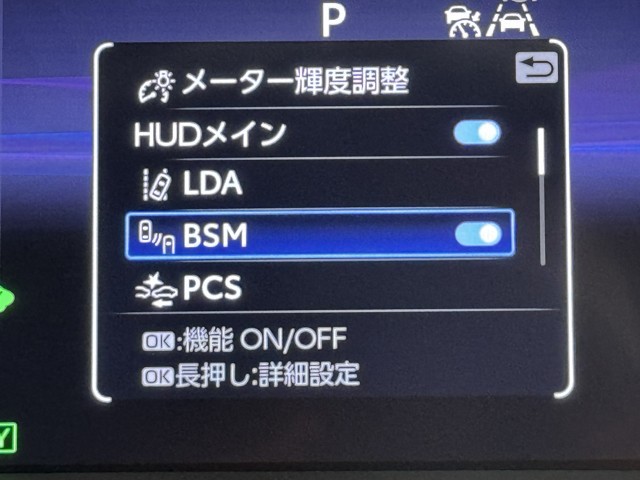 P
メーター輝度調整
HUDメイン
LDA
BSM
PCS
OK:機能 ON/OFF
OK長押し:詳細設定